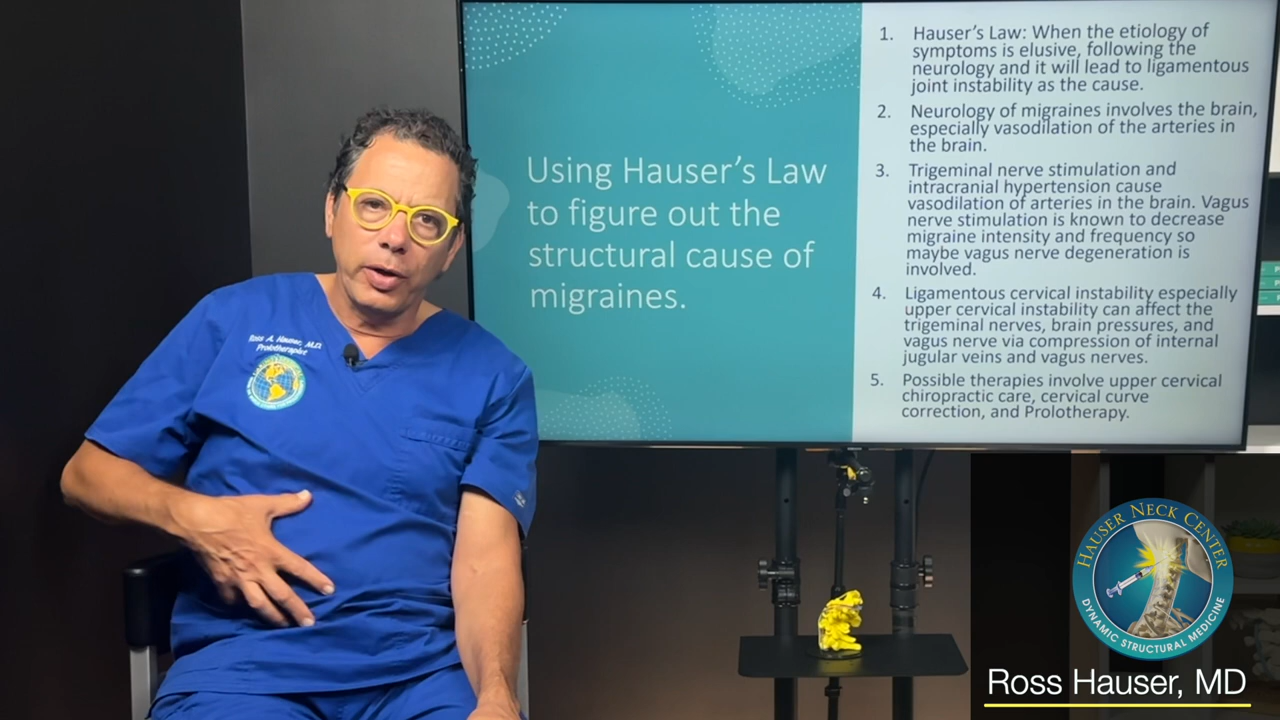 Using Hauser's Law
to figure out the
structural cause of
migraines.
1. Hauser's Law: When the etiology of
symptoms is elusive, following the
neurology and it will lead to ligamentous
joint instability as the cause.
2. Neurology of migraines involves the brain,
especially vasodilation of the arteries in
the brain.
3. Trigeminal nerve stimulation and
intracranial hypertension cause
vasodilation of arteries in the brain. Vagus
nerve stimulation is known to decrease
migraine intensity and frequency so
maybe vagus nerve degeneration is
involved.
4. Ligamentous cervical instability especially
upper cervical instability can affect the
trigeminal nerves, brain pressures, and
vagus nerve via compression of internal
jugular veins and vagus nerves.
5. Possible therapies involve upper cervical
chiropractic care, cervical curve
correction, and Prolotherapy.
Ross A. Hauser, M.D.
Prolotherapist
HAUSER NECK CENTER
DYNAMIC STRUCTURAL MEDICINE
Ross Hauser, MD